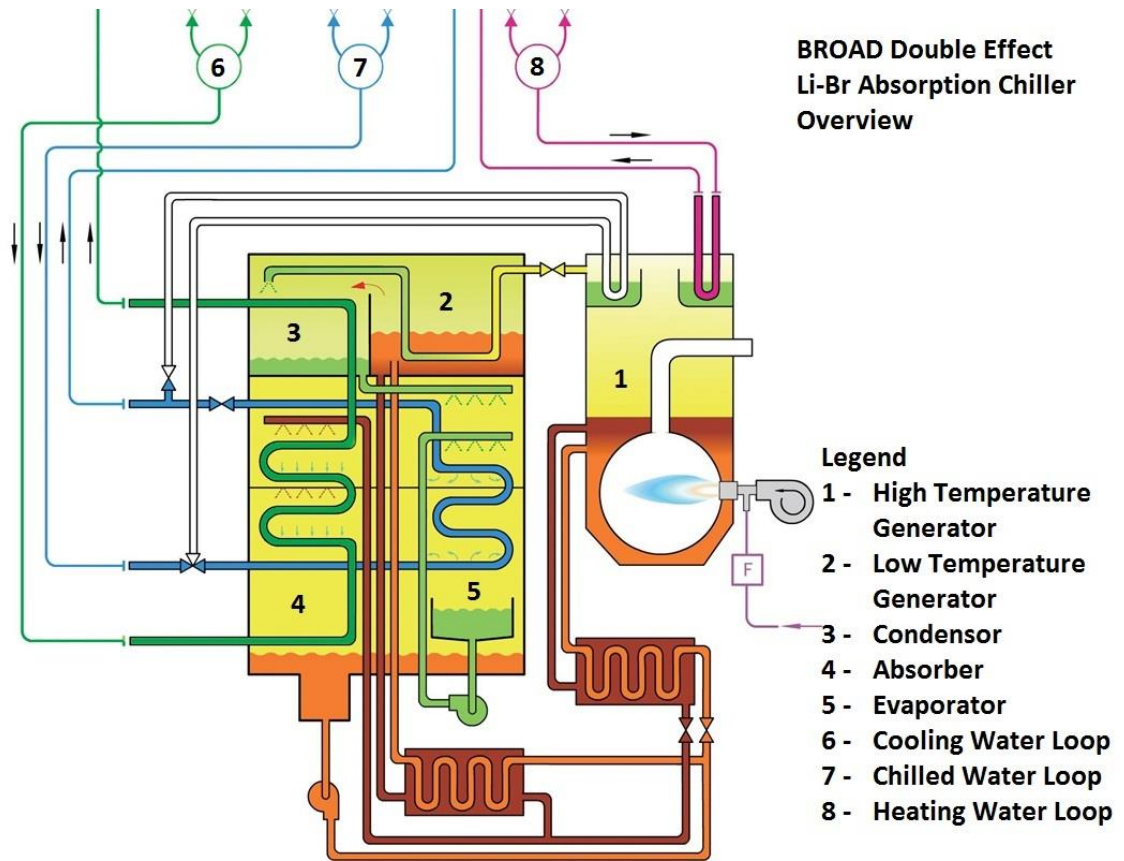 6
7
8
BROAD Double Effect
Li-Br Absorption Chiller
Overview
2
3
1
4
5
F
Legend
1 - High Temperature
Generator
2 - Low Temperature
Generator
3 - Condensor
4 - Absorber
5 - Evaporator
6 - Cooling Water Loop
7 - Chilled Water Loop
8 - Heating Water Loop